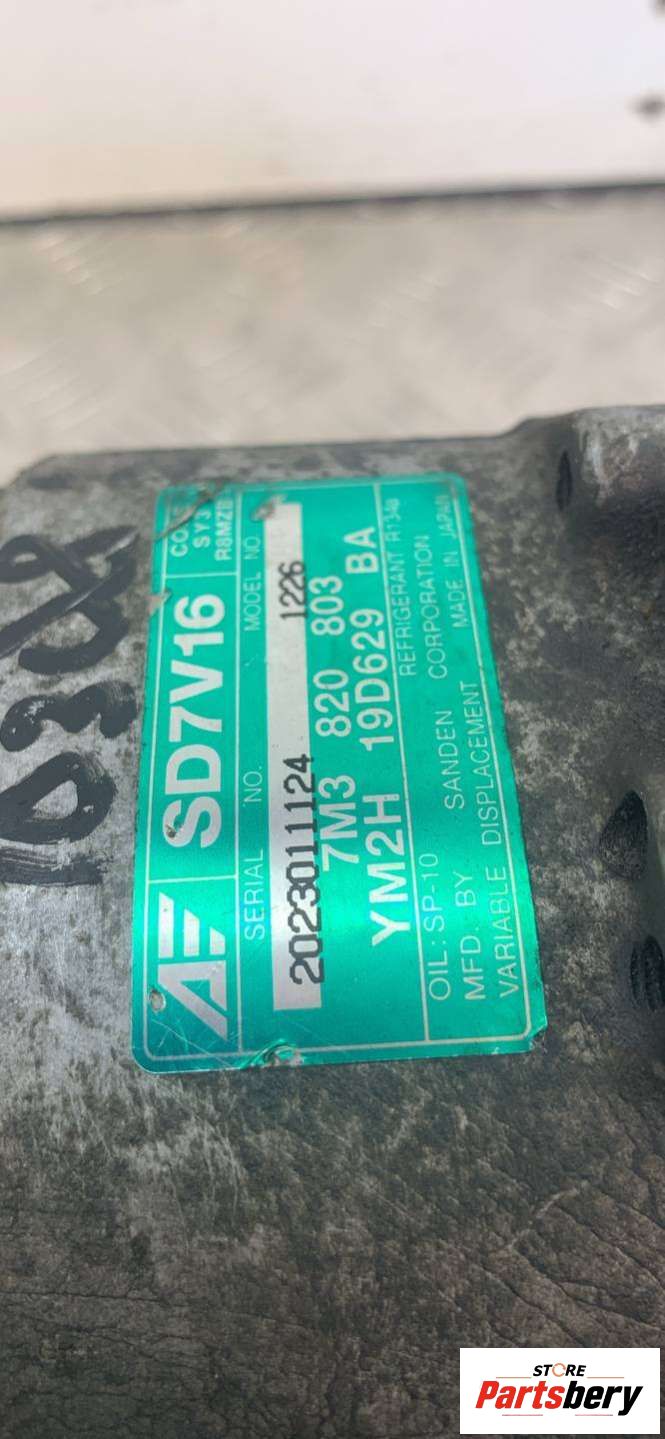 SD7V16
SERIAL NO. MODEL NO.
2023011124 1226
7M3 820 803
YM2H 19D629 BA
OIL: SP-10 REFRIGERANT R134a
MFD. BY SANDEN CORPORATION
VARIABLE DISPLACEMENT MADE IN JAPAN
STORE
Partsbery